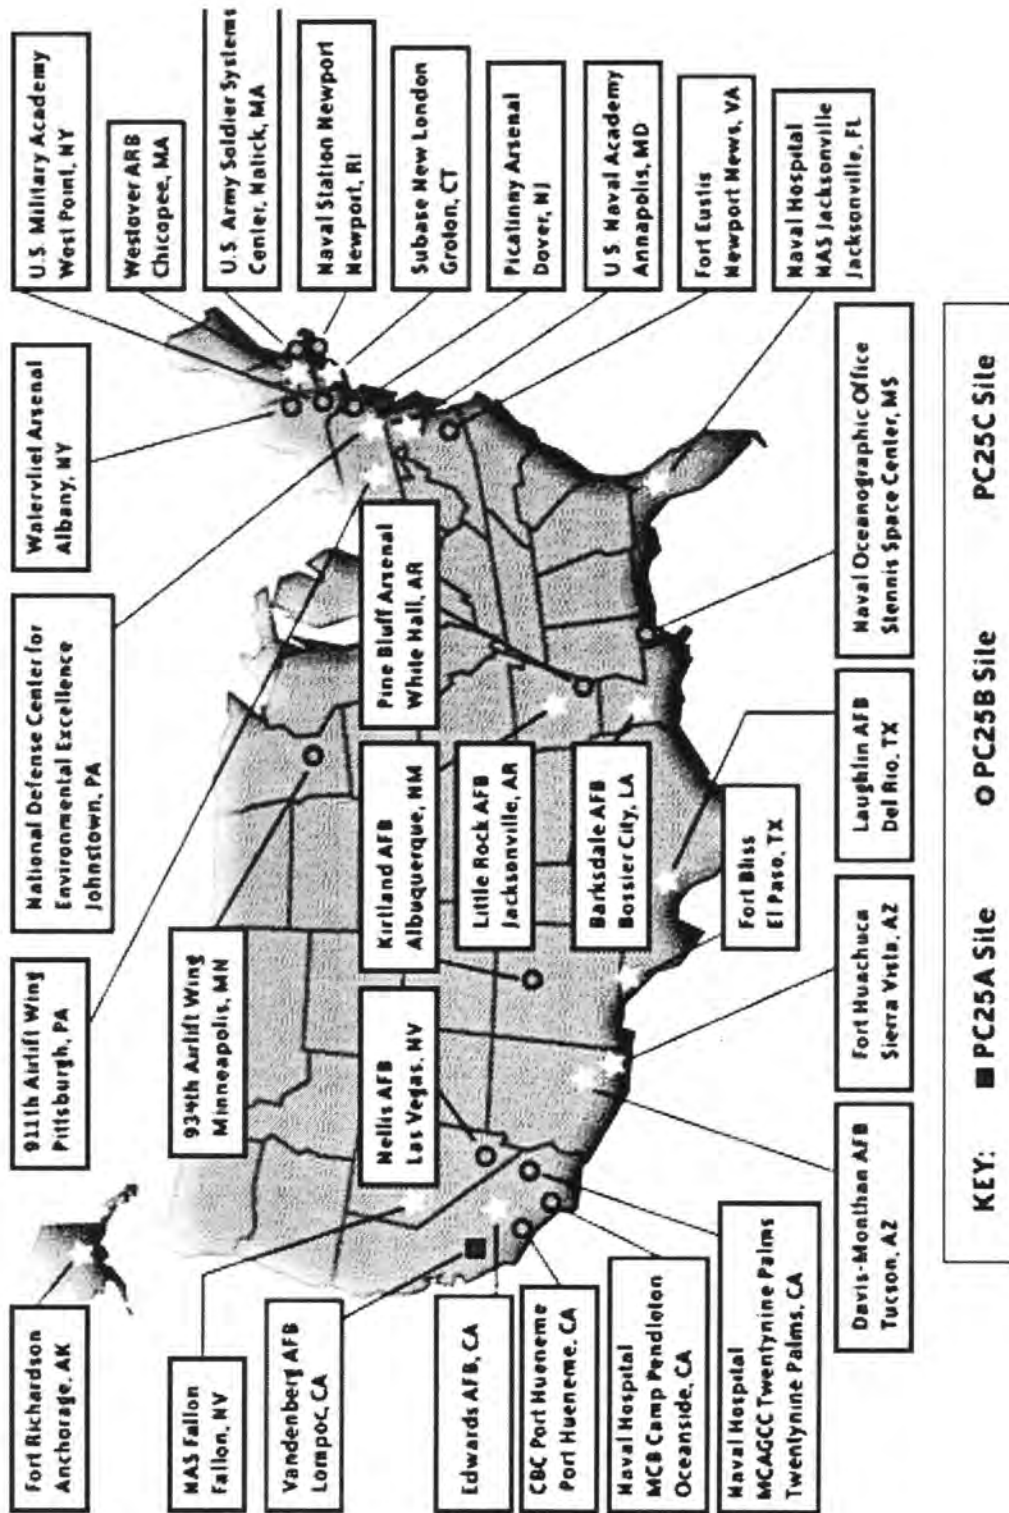 Fort Richardson
Anchorage, AK
911th Airlift Wing
Pittsburgh, PA
National Defense Center for
Environmental Excellence
Johnstown, PA
Watervliet Arsenal
Albany, NY
U.S. Military Academy
West Point, NY
Westover ARB
Chicopee, MA
U.S. Army Soldier Systems
Center, Natick, MA
Naval Station Newport
Newport, RI
Subase New London
Groton, CT
Picatinny Arsenal
Dover, NJ
U.S. Naval Academy
Annapolis, MD
Fort Eustis
Newport News, VA
Naval Hospital
NAS Jacksonville
Jacksonville, FL
NAS Fallon
Fallon, NV
934th Airlift Wing
Minneapolis, MN
Vandenberg AFB
Lompoc, CA
Nellis AFB
Las Vegas, NV
Kirtland AFB
Albuquerque, NM
Pine Bluff Arsenal
White Hall, AR
Edwards AFB, CA
Little Rock AFB
Jacksonville, AR
CBC Port Hueneme
Port Hueneme, CA
Barksdale AFB
Bossier City, LA
Naval Hospital
MCB Camp Pendleton
Oceanside, CA
Naval Hospital
MCAGCC Twentynine Palms
Twentynine Palms, CA
Fort Bliss
El Paso, TX
Davis-Monthan AFB
Tucson, AZ
Fort Huachuca
Sierra Vista, AZ
Laughlin AFB
Del Rio, TX
Naval Oceanographic Office
Stennis Space Center, MS
KEY: PC25A Site PC25B Site PC25C Site